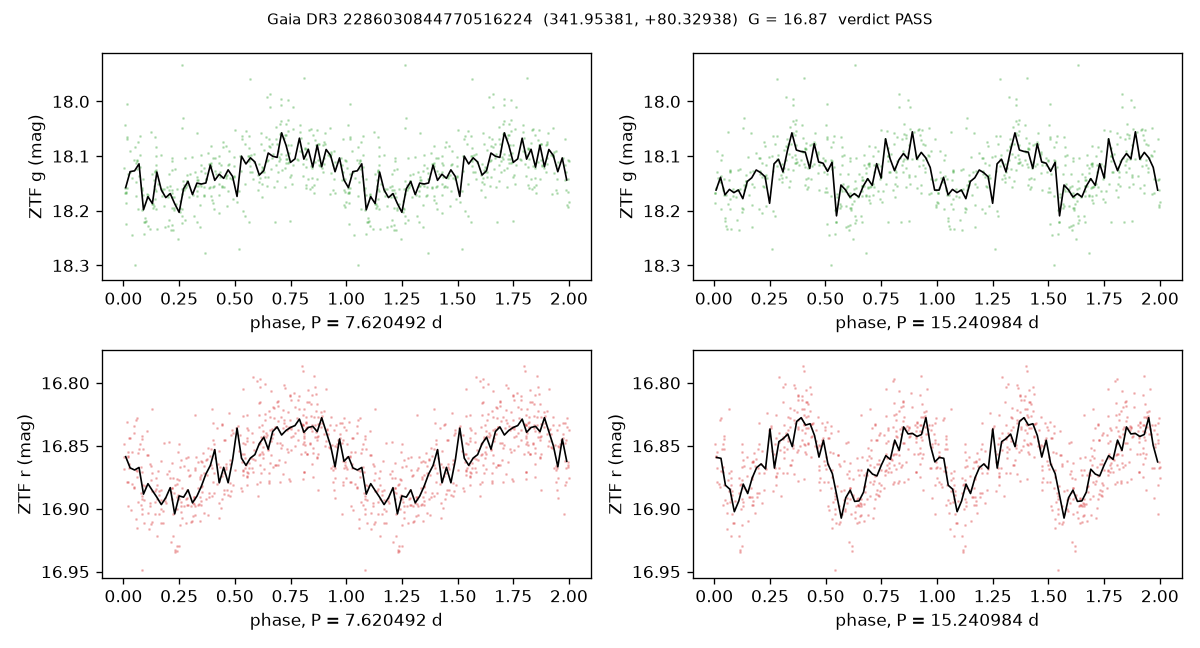 Gaia DR3 2286030844770516224  (341.95381, +80.32938)  G = 16.87  verdict PASS
ZTF g (mag)
18.0
18.1
18.2
18.3
0.00 0.25 0.50 0.75 1.00 1.25 1.50 1.75 2.00
phase, P = 7.620492 d
ZTF g (mag)
18.0
18.1
18.2
18.3
0.00 0.25 0.50 0.75 1.00 1.25 1.50 1.75 2.00
phase, P = 15.240984 d
ZTF r (mag)
16.80
16.85
16.90
16.95
0.00 0.25 0.50 0.75 1.00 1.25 1.50 1.75 2.00
phase, P = 7.620492 d
ZTF r (mag)
16.80
16.85
16.90
16.95
0.00 0.25 0.50 0.75 1.00 1.25 1.50 1.75 2.00
phase, P = 15.240984 d